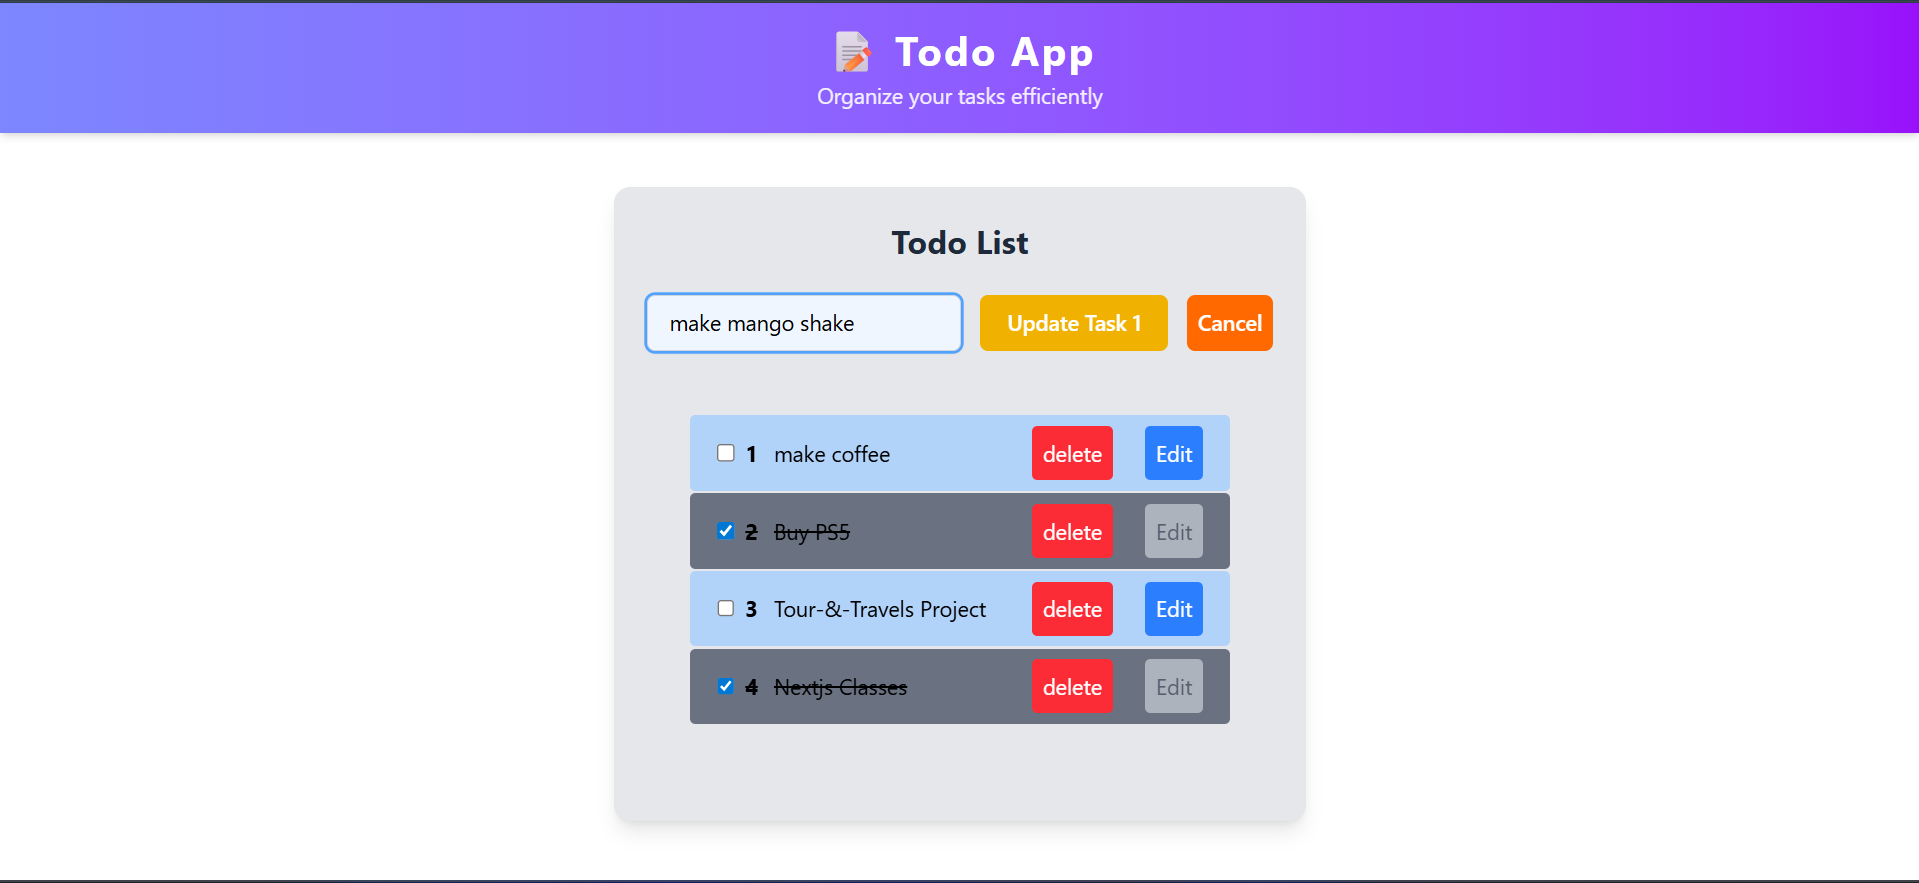 Todo App
Organize your tasks efficiently
Todo List
make mango shake Update Task 1 Cancel
1 make coffee delete Edit
2 Buy PS5 delete Edit
3 Tour-&-Travels Project delete Edit
4 Nextjs Classes delete Edit